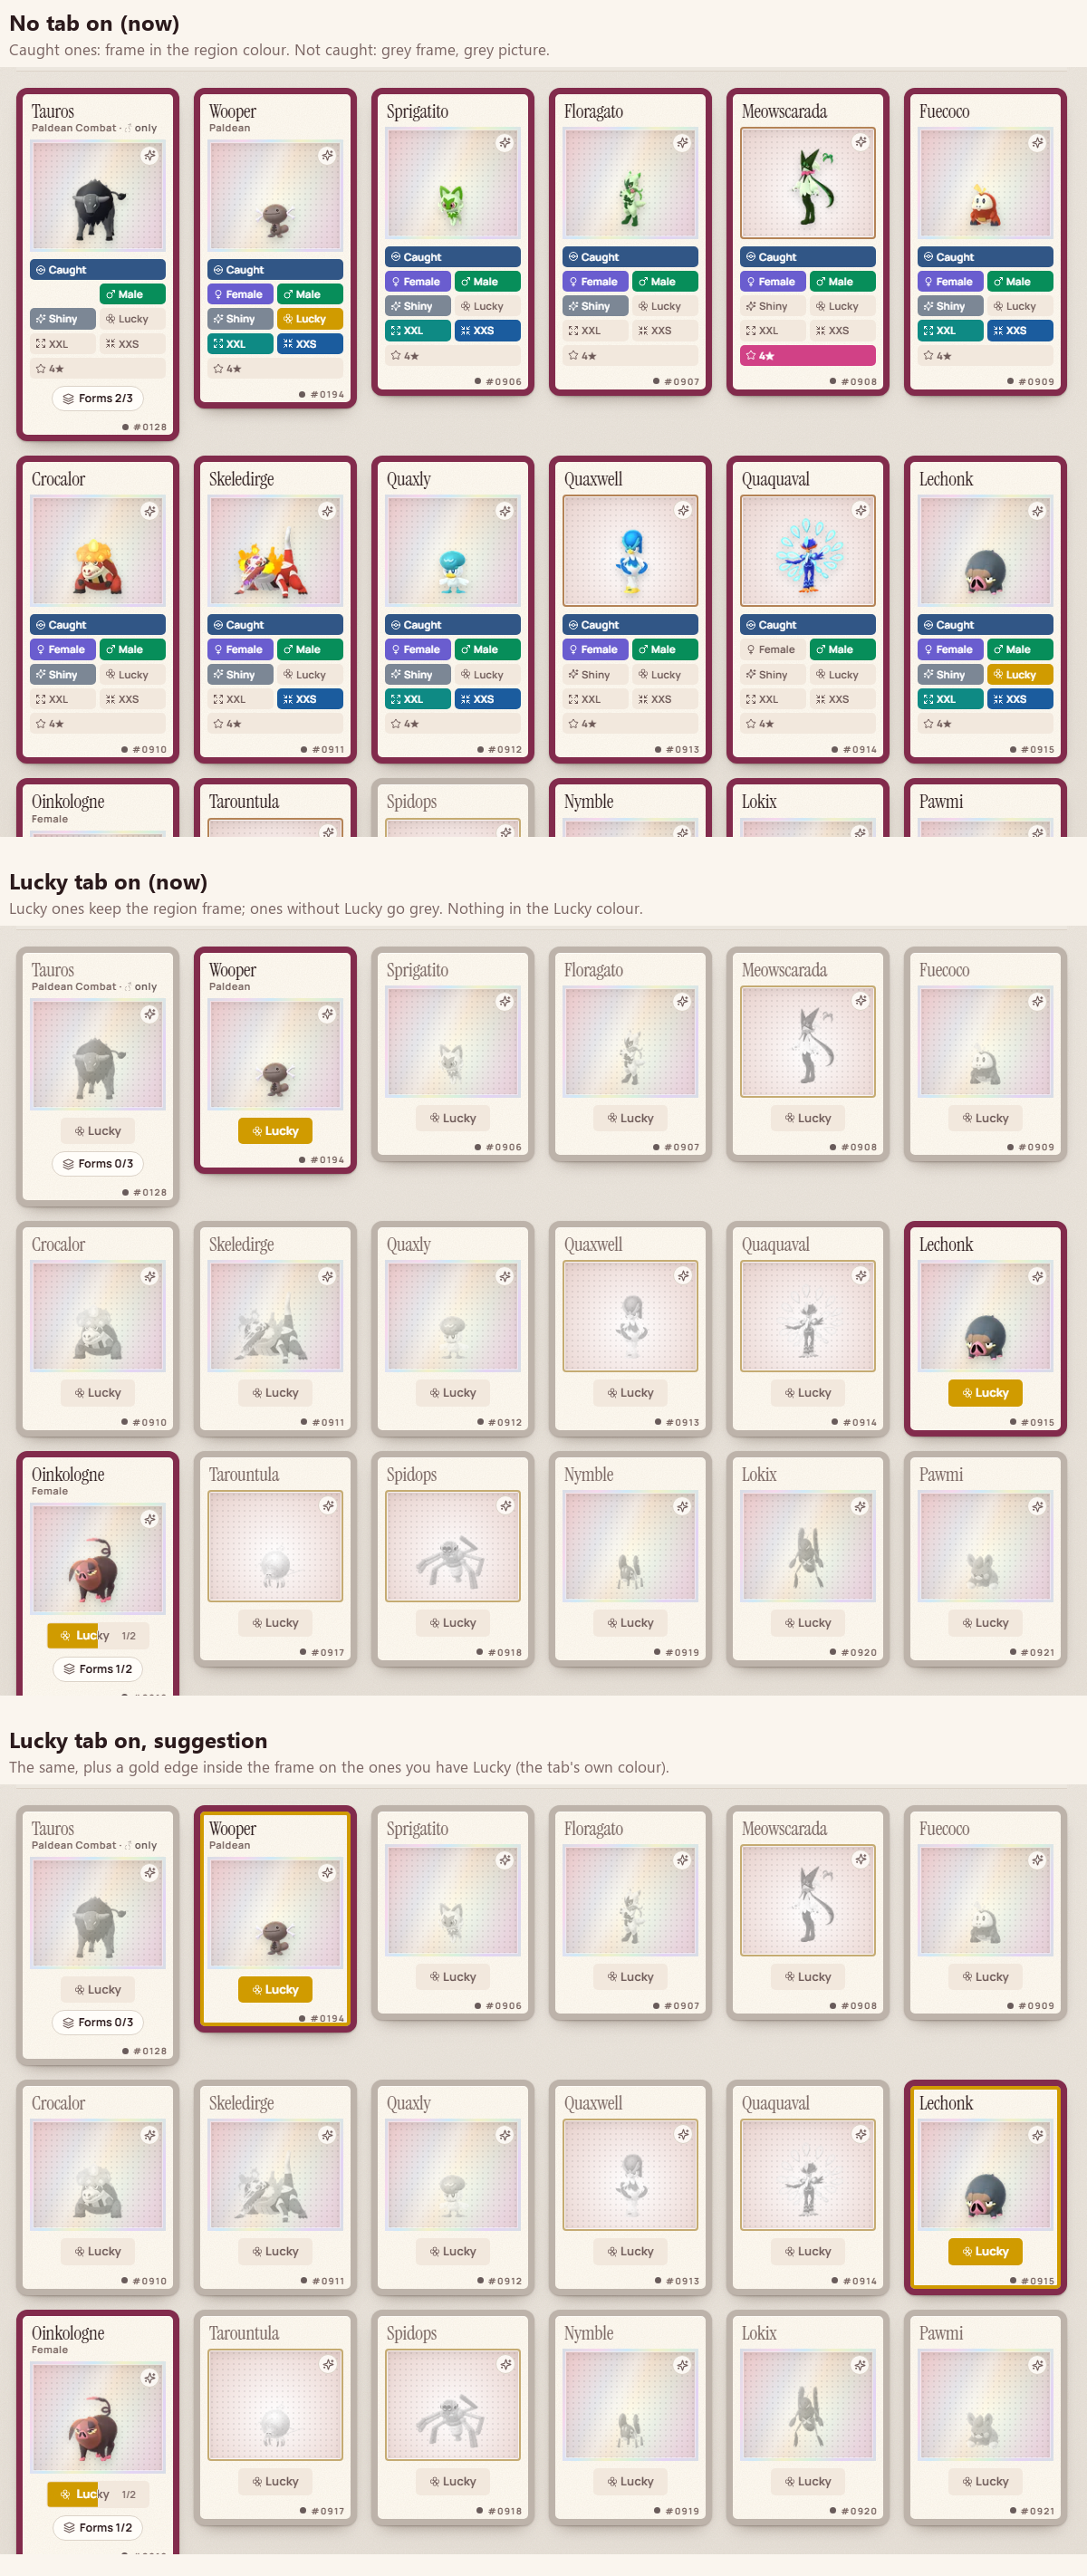 No tab on (now)
Caught ones: frame in the region colour. Not caught: grey frame, grey picture.
Tauros Wooper Sprigatito Floragato Meowscarada Fuecoco
Paldean Combat · ♂ only Paldean
Caught Caught Caught Caught Caught Caught
Male Female Male Female Male Female Male Female Male Female Male
Shiny Lucky Shiny Lucky Shiny Lucky Shiny Lucky Shiny Lucky Shiny Lucky
XXL XXS XXL XXS XXL XXS XXL XXS XXL XXS XXL XXS
4★ 4★ 4★ 4★ 4★ 4★
Forms 2/3
#0128 #0194 #0906 #0907 #0908 #0909
Crocalor Skeledirge Quaxly Quaxwell Quaquaval Lechonk
Caught Caught Caught Caught Caught Caught
Female Male Female Male Female Male Female Male Female Male Female Male
Shiny Lucky Shiny Lucky Shiny Lucky Shiny Lucky Shiny Lucky Shiny Lucky
XXL XXS XXL XXS XXL XXS XXL XXS XXL XXS XXL XXS
4★ 4★ 4★ 4★ 4★ 4★
#0910 #0911 #0912 #0913 #0914 #0915
Oinkologne Tarountula Spidops Nymble Lokix Pawmi
Female
Lucky tab on (now)
Lucky ones keep the region frame; ones without Lucky go grey. Nothing in the Lucky colour.
Tauros Wooper Sprigatito Floragato Meowscarada Fuecoco
Paldean Combat · ♂ only Paldean
Lucky Lucky Lucky Lucky Lucky Lucky
Forms 0/3
#0128 #0194 #0906 #0907 #0908 #0909
Crocalor Skeledirge Quaxly Quaxwell Quaquaval Lechonk
Lucky Lucky Lucky Lucky Lucky Lucky
#0910 #0911 #0912 #0913 #0914 #0915
Oinkologne Tarountula Spidops Nymble Lokix Pawmi
Female
Lucky 1/2 Lucky Lucky Lucky Lucky Lucky
Forms 1/2
#0917 #0918 #0919 #0920 #0921
Lucky tab on, suggestion
The same, plus a gold edge inside the frame on the ones you have Lucky (the tab's own colour).
Tauros Wooper Sprigatito Floragato Meowscarada Fuecoco
Paldean Combat · ♂ only Paldean
Lucky Lucky Lucky Lucky Lucky Lucky
Forms 0/3
#0128 #0194 #0906 #0907 #0908 #0909
Crocalor Skeledirge Quaxly Quaxwell Quaquaval Lechonk
Lucky Lucky Lucky Lucky Lucky Lucky
#0910 #0911 #0912 #0913 #0914 #0915
Oinkologne Tarountula Spidops Nymble Lokix Pawmi
Female
Lucky 1/2 Lucky Lucky Lucky Lucky Lucky
Forms 1/2
#0917 #0918 #0919 #0920 #0921